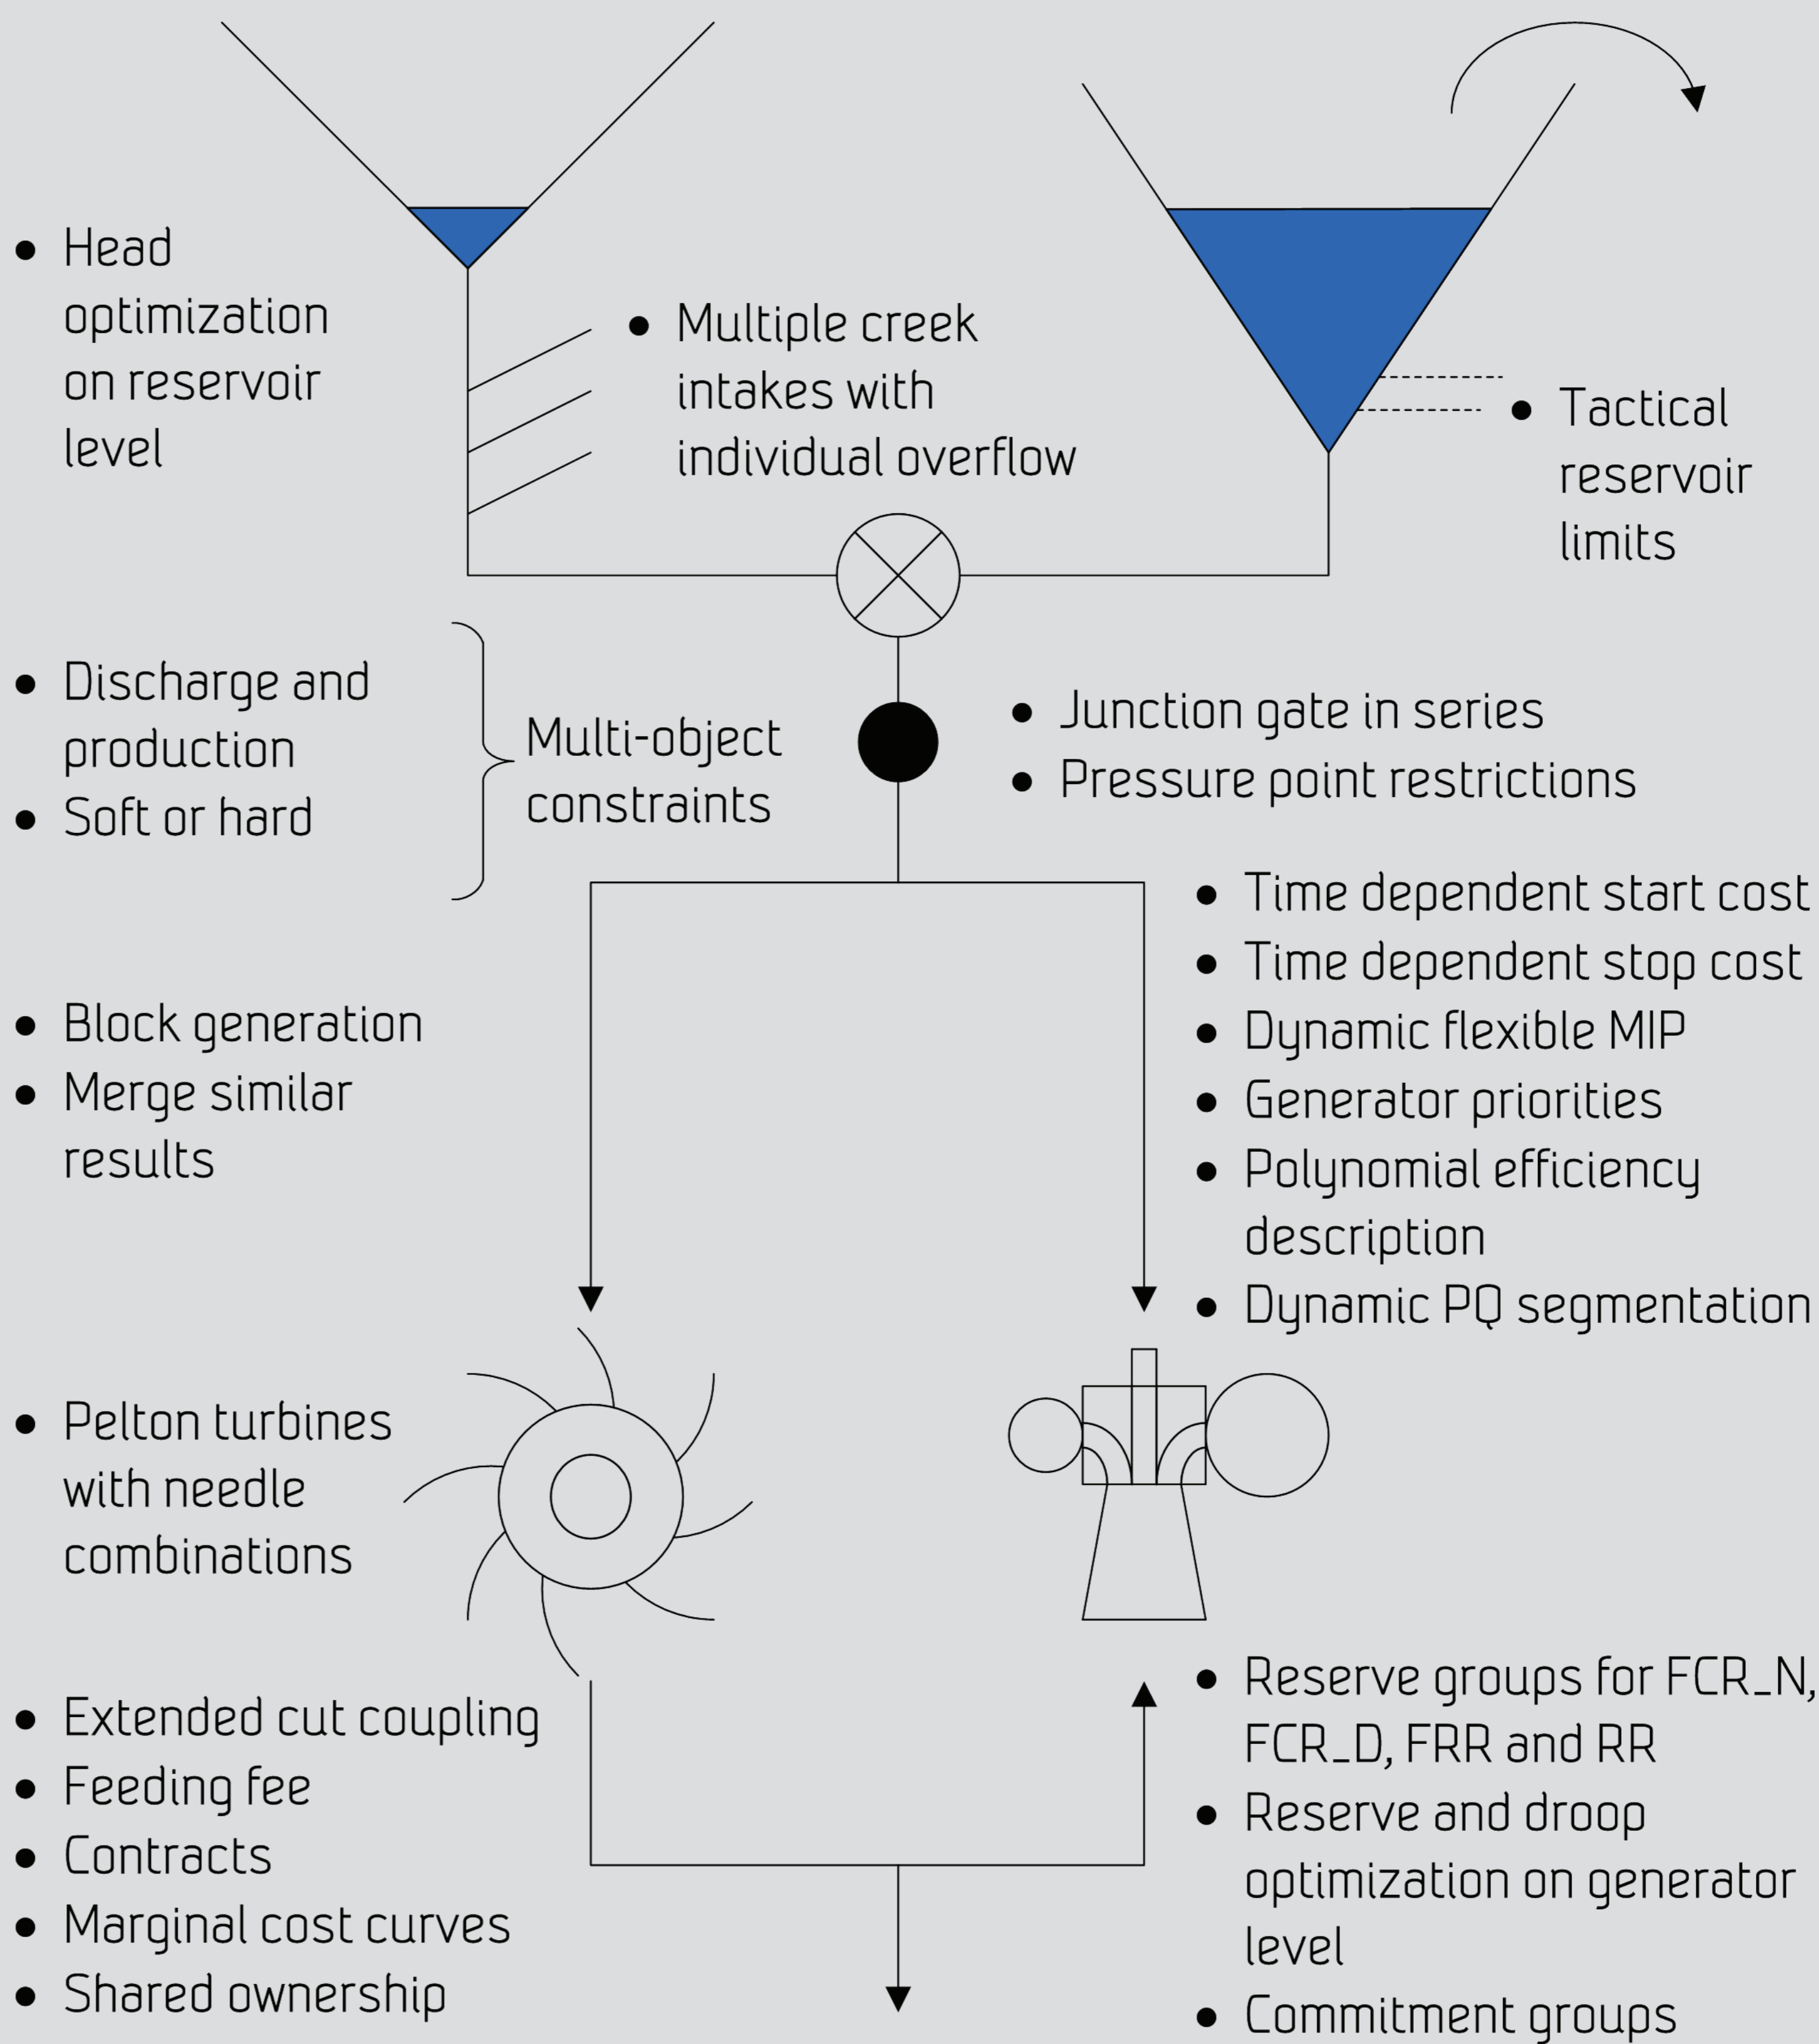 • Head
optimization
on reservoir
level
• Multiple creek
intakes with
individual overflow
• Tactical
reservoir
limits
• Discharge and
production
• Soft or hard
Multi-object
constraints
• Junction gate in series
• Pressure point restrictions
• Time dependent start cost
• Time dependent stop cost
• Dynamic flexible MIP
• Generator priorities
• Polynomial efficiency
description
• Dynamic PQ segmentation
• Block generation
• Merge similar
results
• Pelton turbines
with needle
combinations
• Extended cut coupling
• Feeding fee
• Contracts
• Marginal cost curves
• Shared ownership
• Reserve groups for FCR_N,
FCR_D, FRR and RR
• Reserve and droop
optimization on generator
level
• Commitment groups